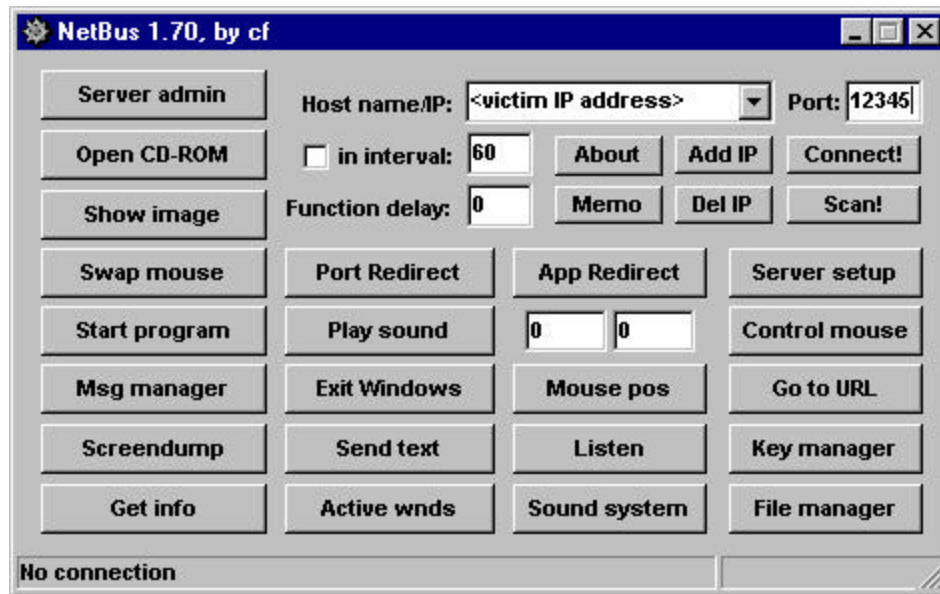 NetBus 1.70, by cf
Server admin
Host name/IP: <victim IP address> Port: 12345
Open CD-ROM
in interval: 60 About Add IP Connect!
Show image
Function delay: 0 Memo Del IP Scan!
Swap mouse Port Redirect App Redirect Server setup
Start program Play sound 0 0 Control mouse
Msg manager Exit Windows Mouse pos Go to URL
Screendump Send text Listen Key manager
Get info Active wnds Sound system File manager
No connection